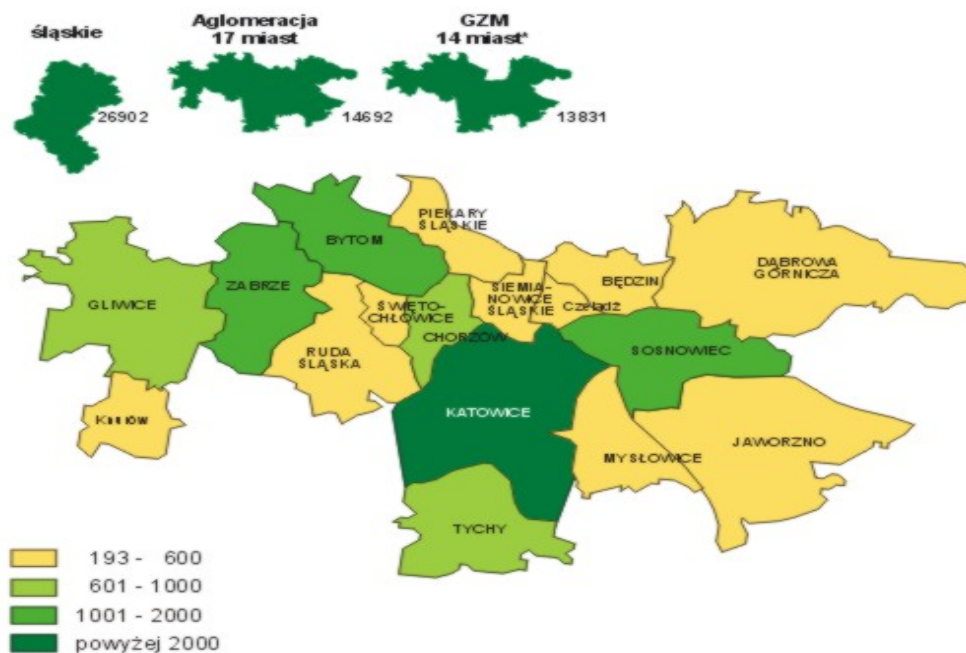 śląskie
26902
Aglomeracja
17 miast
14692
GZM
14 miast*
13831
PIEKARY
ŚLĄSKIE
BYTOM
DĄBROWA
GÓRNICZA
BĘDZIN
ZABRZE
GLIWICE
SIEMIA-
NOWICE
ŚLĄSKIE
Czeladź
ŚWIĘTO-
CHŁOWICE
CHORZÓW
RUDA
ŚLĄSKA
SOSNOWIEC
KATOWICE
JAWORZNO
MYSŁOWICE
TYCHY
193 - 600
601 - 1000
1001 - 2000
powyżej 2000